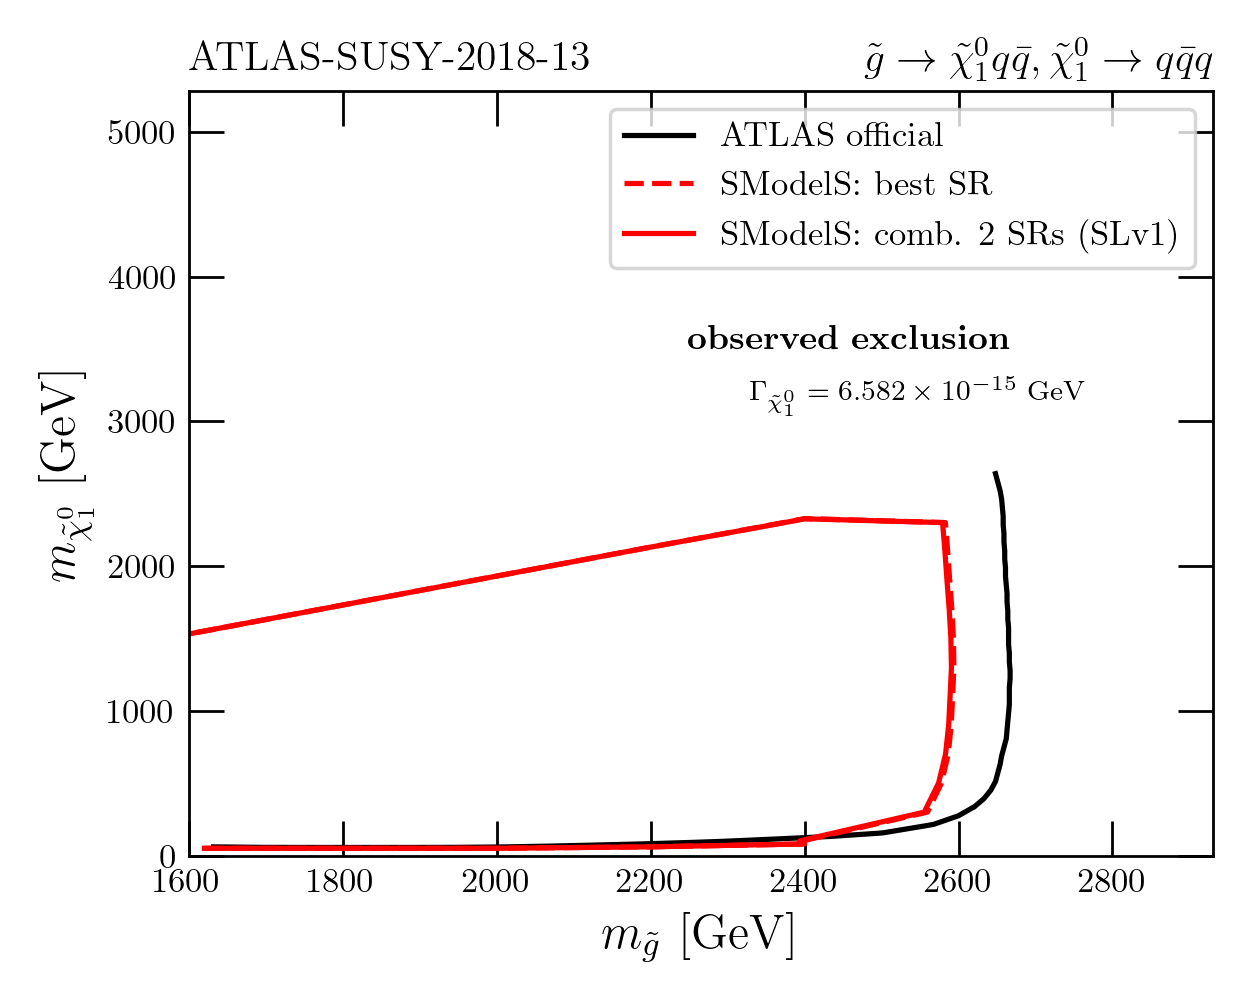 ATLAS-SUSY-2018-13
g̃ → χ̃₁⁰qq̄, χ̃₁⁰ → qq̄q
ATLAS official
SModelS: best SR
SModelS: comb. 2 SRs (SLv1)
observed exclusion
Γ_χ̃₁⁰ = 6.582 × 10⁻¹⁵ GeV
m_χ̃₁⁰ [GeV]
5000
4000
3000
2000
1000
0
1600 1800 2000 2200 2400 2600 2800
m_g̃ [GeV]